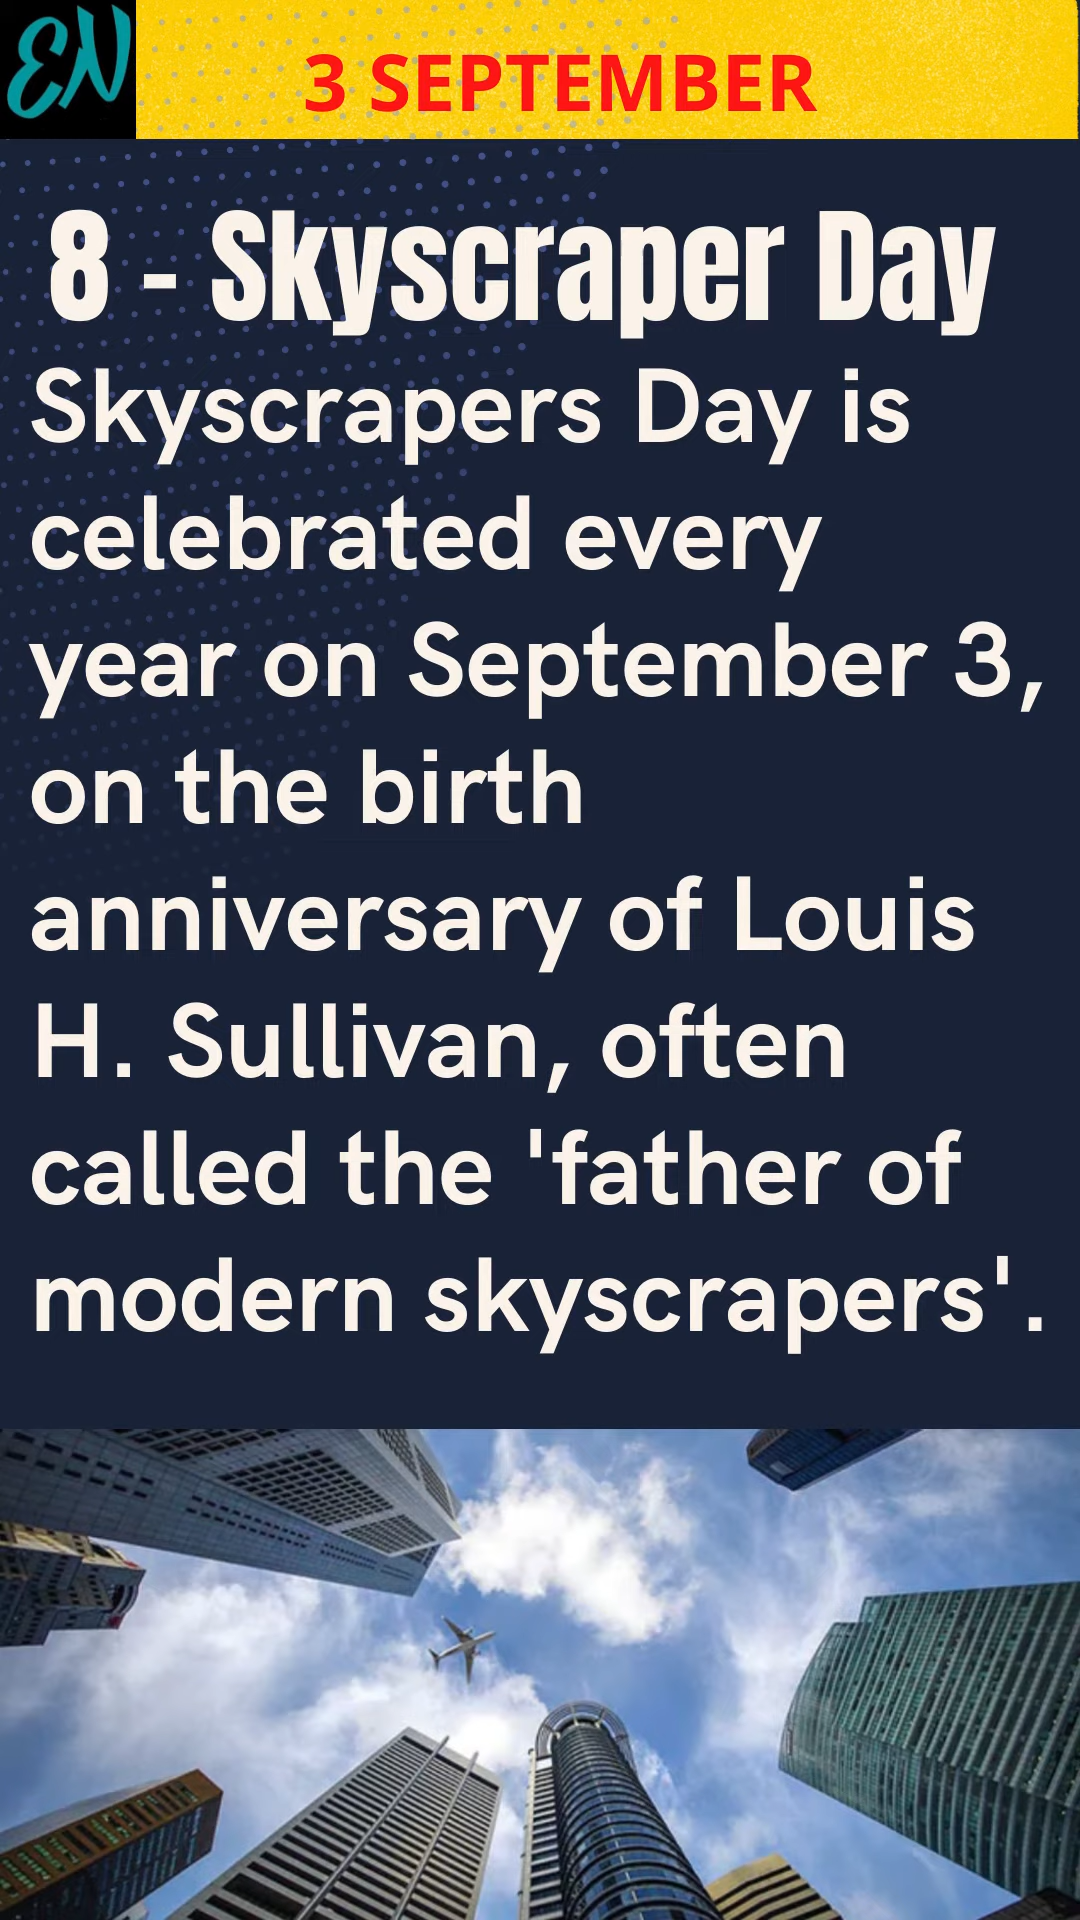 EN
3 SEPTEMBER
8 - Skyscraper Day
Skyscrapers Day is
celebrated every
year on September 3,
on the birth
anniversary of Louis
H. Sullivan, often
called the 'father of
modern skyscrapers'.